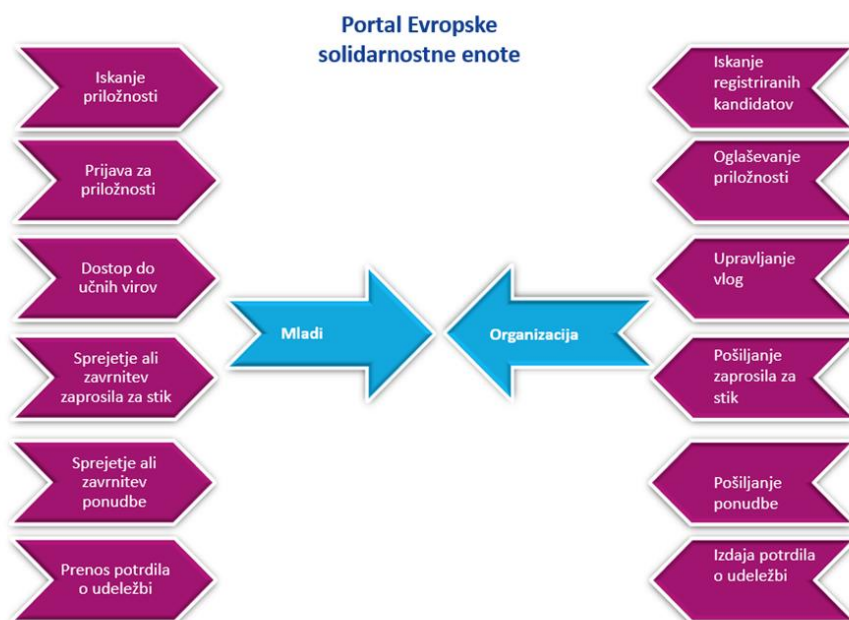 Portal Evropske
solidarnostne enote
Iskanje
priložnosti
Prijava za
priložnosti
Dostop do
učnih virov
Sprejetje ali
zavrnitev
zaprosila za stik
Sprejetje ali
zavrnitev
ponudbe
Prenos potrdila
o udeležbi
Mladi
Organizacija
Iskanje
registriranih
kandidatov
Oglaševanje
priložnosti
Upravljanje
vlog
Pošiljanje
zaprosila za
stik
Pošiljanje
ponudbe
Izdaja potrdila
o udeležbi